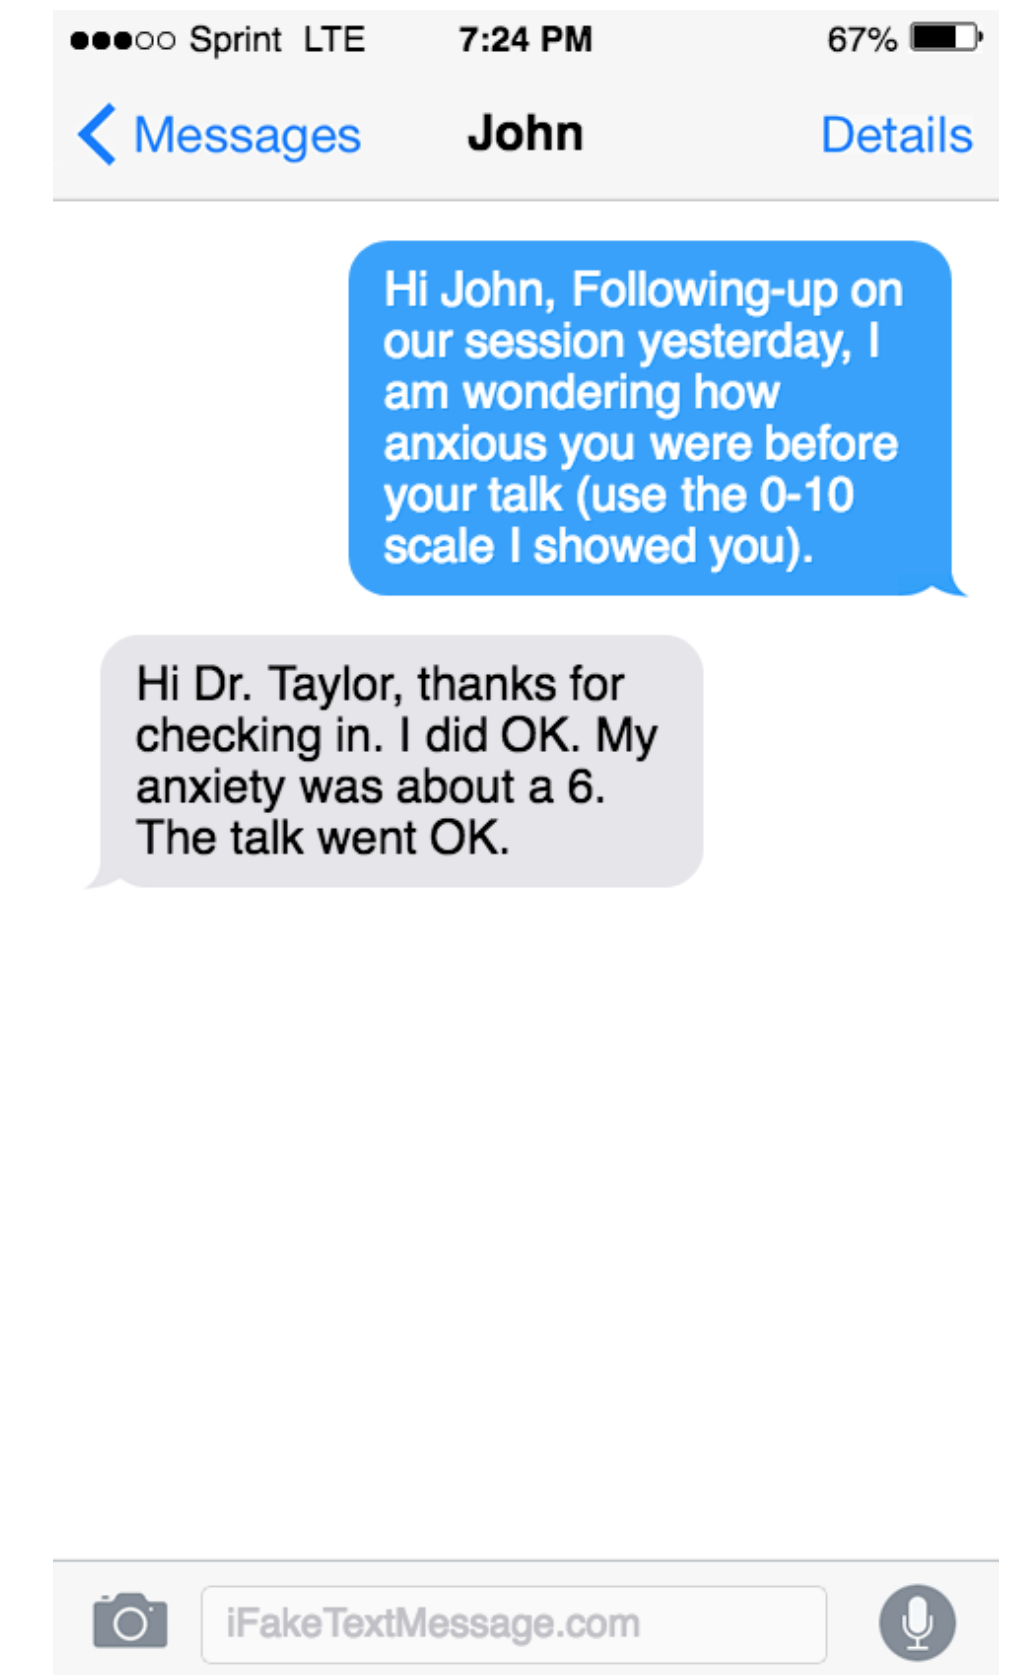 Sprint LTE 7:24 PM 67%
Messages John Details
Hi John, Following-up on
our session yesterday, I
am wondering how
anxious you were before
your talk (use the 0-10
scale I showed you).
Hi Dr. Taylor, thanks for
checking in. I did OK. My
anxiety was about a 6.
The talk went OK.
iFakeTextMessage.com